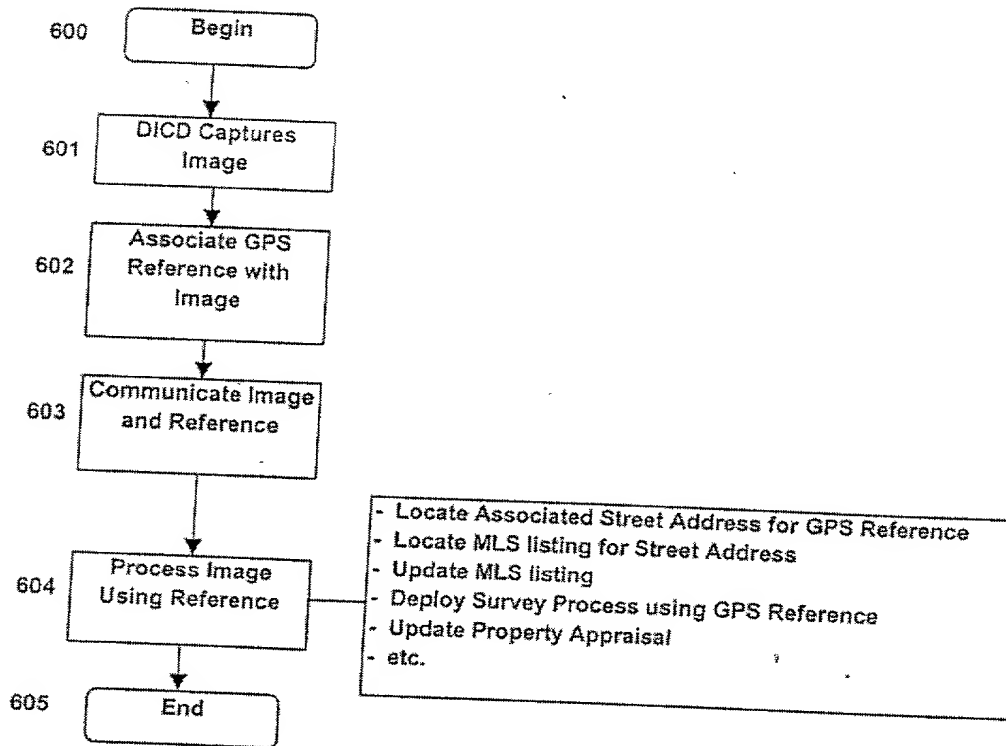 600
Begin
601
DICD Captures
Image
602
Associate GPS
Reference with
Image
603
Communicate Image
and Reference
604
Process Image
Using Reference
- Locate Associated Street Address for GPS Reference
- Locate MLS listing for Street Address
- Update MLS listing
- Deploy Survey Process using GPS Reference
- Update Property Appraisal
- etc.
605
End